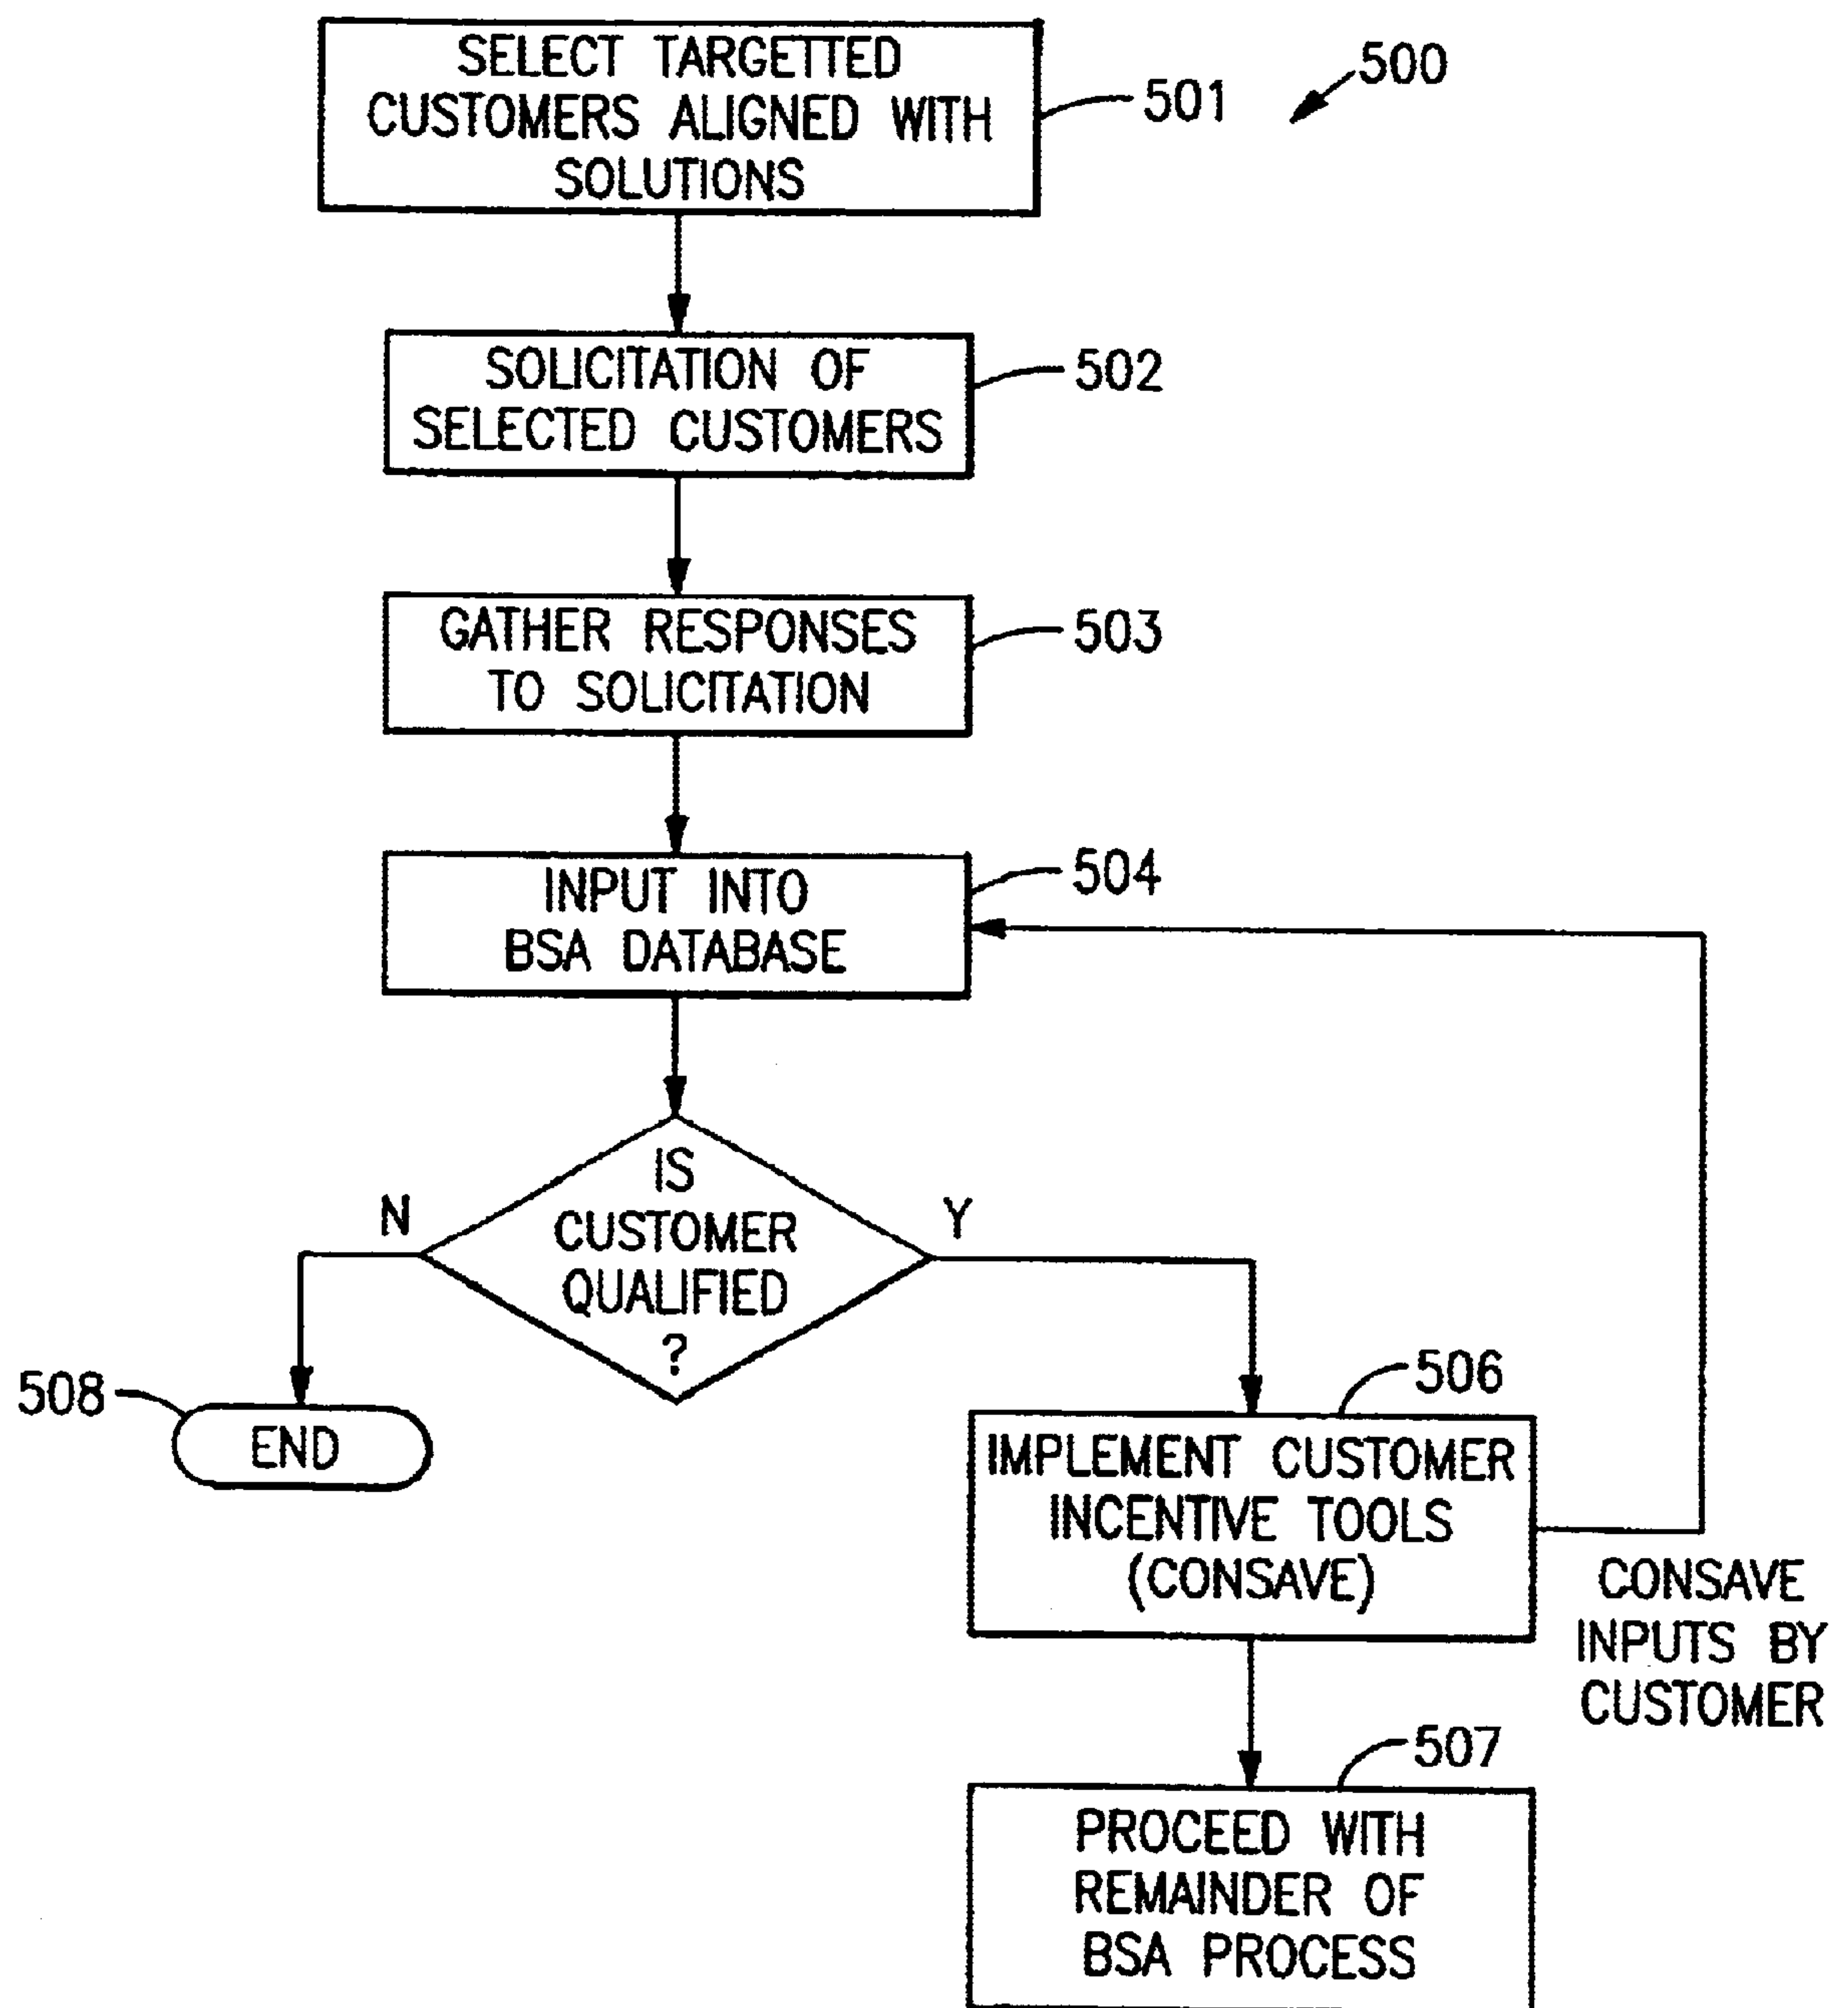 500
SELECT TARGETTED
CUSTOMERS ALIGNED WITH
SOLUTIONS
501
SOLICITATION OF
SELECTED CUSTOMERS
502
GATHER RESPONSES
TO SOLICITATION
503
INPUT INTO
BSA DATABASE
504
IS
CUSTOMER
QUALIFIED
?
N
Y
508
END
506
IMPLEMENT CUSTOMER
INCENTIVE TOOLS
(CONSAVE)
CONSAVE
INPUTS BY
CUSTOMER
507
PROCEED WITH
REMAINDER OF
BSA PROCESS